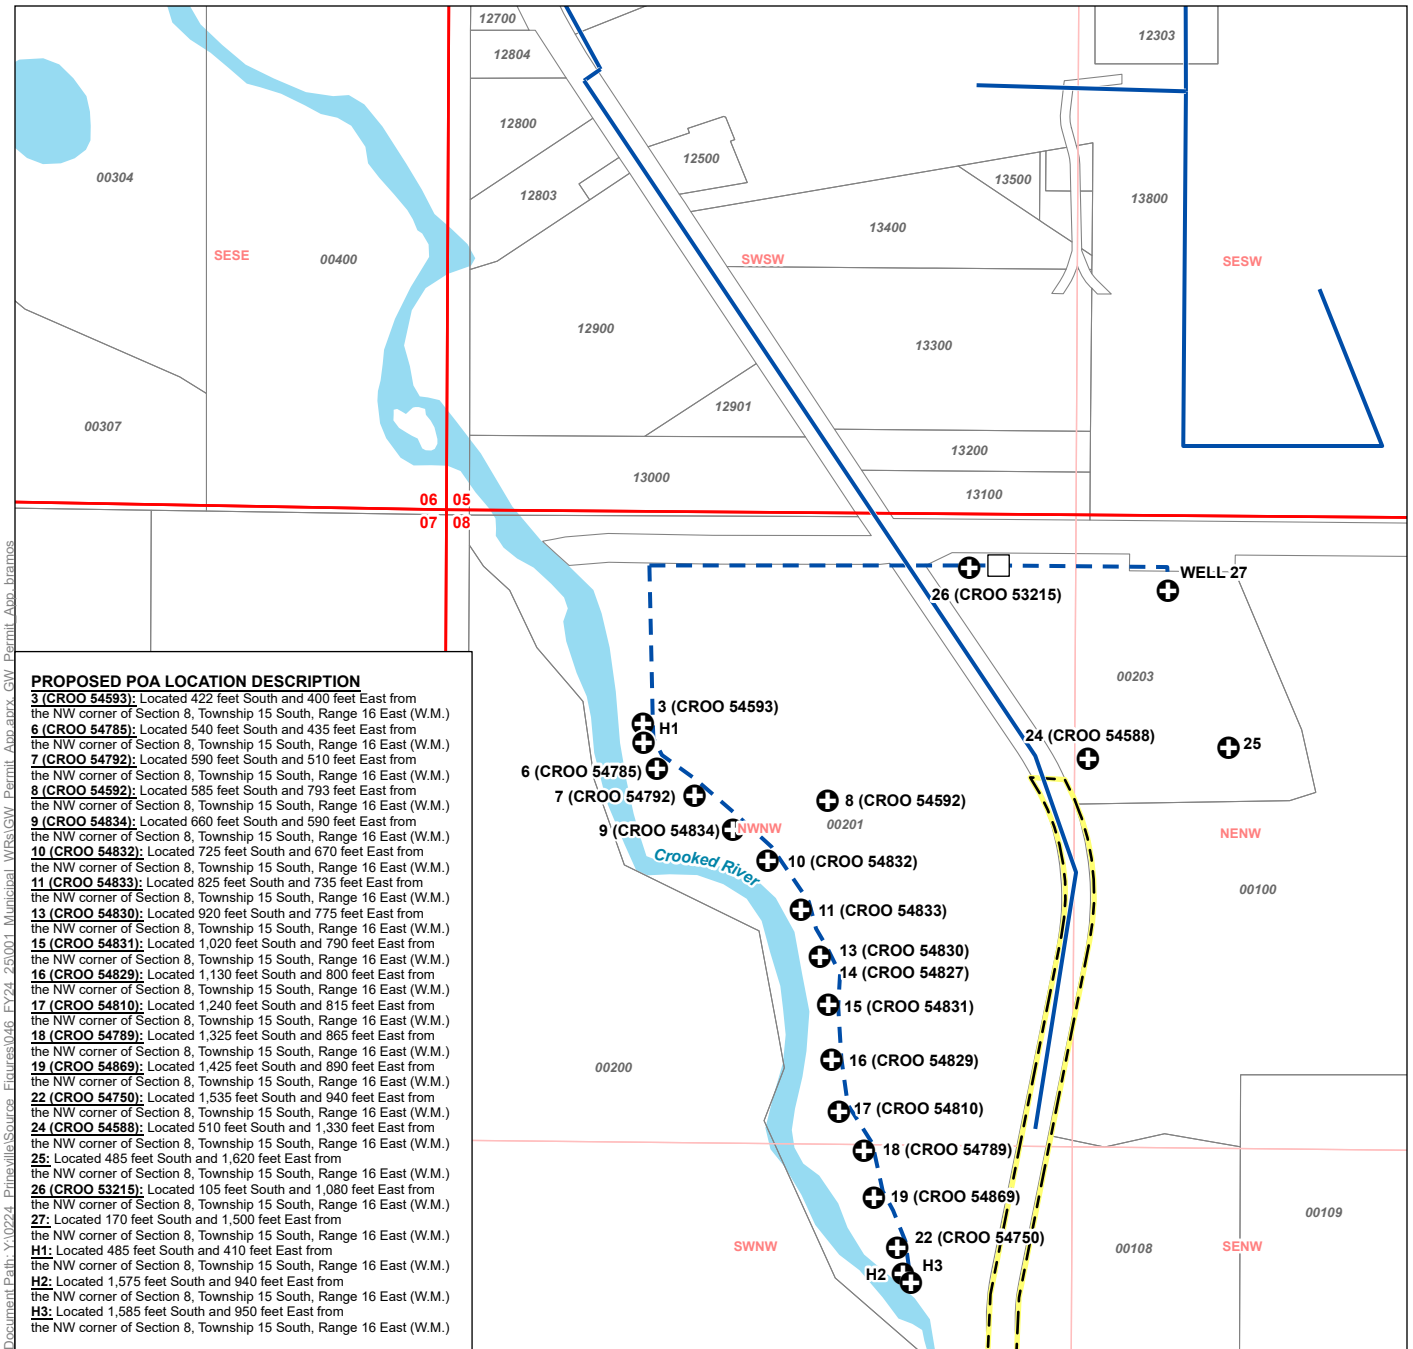 12700
12303
12804
12800
12500
00304
12803
13500
13800
13400
SESE
00400
SWSW
SESW
12900
13300
12901
00307
13200
13000
13100
06 05
07 08
WELL 27
26 (CROO 53215)
00203
3 (CROO 54593)
H1
24 (CROO 54588)
25
6 (CROO 54785)
7 (CROO 54792)
8 (CROO 54592)
00201
9 (CROO 54834)
NWNW
NENW
Crooked River
10 (CROO 54832)
00100
11 (CROO 54833)
13 (CROO 54830)
14 (CROO 54827)
15 (CROO 54831)
00200
16 (CROO 54829)
17 (CROO 54810)
18 (CROO 54789)
19 (CROO 54869)
00109
22 (CROO 54750)
SWNW
00108
SENW
H2
H3
PROPOSED POA LOCATION DESCRIPTION
3 (CROO 54593): Located 422 feet South and 400 feet East from
the NW corner of Section 8, Township 15 South, Range 16 East (W.M.)
6 (CROO 54785): Located 540 feet South and 435 feet East from
the NW corner of Section 8, Township 15 South, Range 16 East (W.M.)
7 (CROO 54792): Located 590 feet South and 510 feet East from
the NW corner of Section 8, Township 15 South, Range 16 East (W.M.)
8 (CROO 54592): Located 585 feet South and 793 feet East from
the NW corner of Section 8, Township 15 South, Range 16 East (W.M.)
9 (CROO 54834): Located 660 feet South and 590 feet East from
the NW corner of Section 8, Township 15 South, Range 16 East (W.M.)
10 (CROO 54832): Located 725 feet South and 670 feet East from
the NW corner of Section 8, Township 15 South, Range 16 East (W.M.)
11 (CROO 54833): Located 825 feet South and 735 feet East from
the NW corner of Section 8, Township 15 South, Range 16 East (W.M.)
13 (CROO 54830): Located 920 feet South and 775 feet East from
the NW corner of Section 8, Township 15 South, Range 16 East (W.M.)
15 (CROO 54831): Located 1,020 feet South and 790 feet East from
the NW corner of Section 8, Township 15 South, Range 16 East (W.M.)
16 (CROO 54829): Located 1,130 feet South and 800 feet East from
the NW corner of Section 8, Township 15 South, Range 16 East (W.M.)
17 (CROO 54810): Located 1,240 feet South and 815 feet East from
the NW corner of Section 8, Township 15 South, Range 16 East (W.M.)
18 (CROO 54789): Located 1,325 feet South and 865 feet East from
the NW corner of Section 8, Township 15 South, Range 16 East (W.M.)
19 (CROO 54869): Located 1,425 feet South and 890 feet East from
the NW corner of Section 8, Township 15 South, Range 16 East (W.M.)
22 (CROO 54750): Located 1,535 feet South and 940 feet East from
the NW corner of Section 8, Township 15 South, Range 16 East (W.M.)
24 (CROO 54588): Located 510 feet South and 1,330 feet East from
the NW corner of Section 8, Township 15 South, Range 16 East (W.M.)
25: Located 485 feet South and 1,620 feet East from
the NW corner of Section 8, Township 15 South, Range 16 East (W.M.)
26 (CROO 53215): Located 105 feet South and 1,080 feet East from
the NW corner of Section 8, Township 15 South, Range 16 East (W.M.)
27: Located 170 feet South and 1,500 feet East from
the NW corner of Section 8, Township 15 South, Range 16 East (W.M.)
H1: Located 485 feet South and 410 feet East from
the NW corner of Section 8, Township 15 South, Range 16 East (W.M.)
H2: Located 1,575 feet South and 940 feet East from
the NW corner of Section 8, Township 15 South, Range 16 East (W.M.)
H3: Located 1,585 feet South and 950 feet East from
the NW corner of Section 8, Township 15 South, Range 16 East (W.M.)
Document Path: Y:\0224_Prineville\Source_Figures\046_FY24_25\001_Municipal_WRs\GW_Permit_App\GW_Permit_App.aprx, GW_Permit_App, bramos